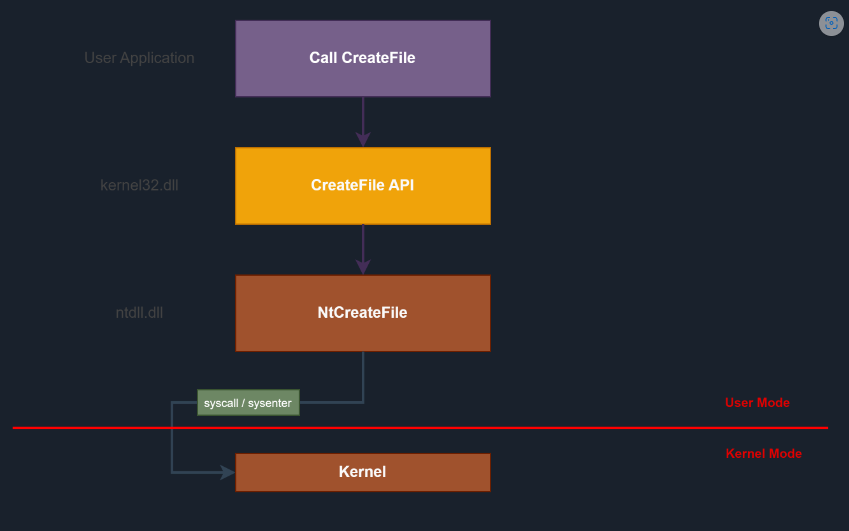 User Application
Call CreateFile
kernel32.dll
CreateFile API
ntdll.dll
NtCreateFile
syscall / sysenter
User Mode
Kernel Mode
Kernel